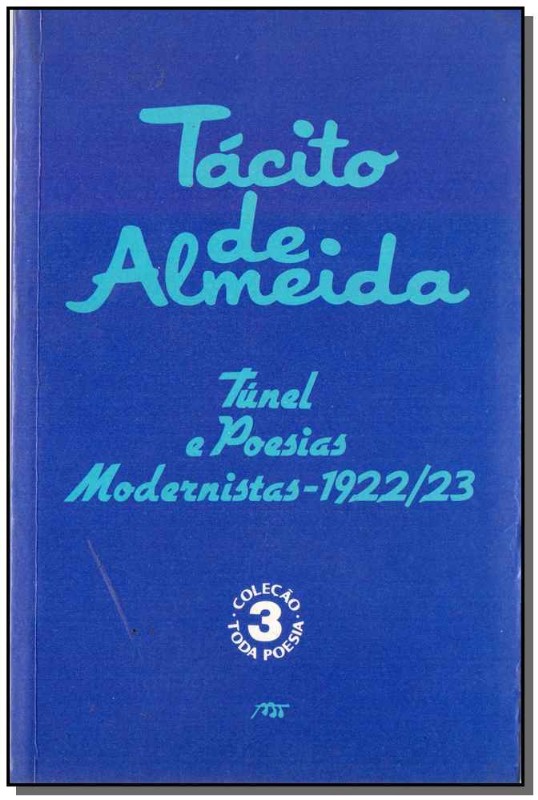 Tácito
de
Almeida
Túnel
e Poesias
Modernistas-1922/23
COLEÇÃO
3
TODA POESIA